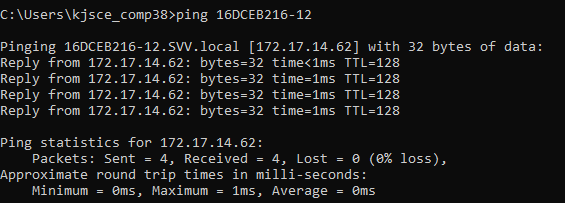 C:\Users\kjsce_comp38>ping 16DCEB216-12
Pinging 16DCEB216-12.SVV.local [172.17.14.62] with 32 bytes of data:
Reply from 172.17.14.62: bytes=32 time<1ms TTL=128
Reply from 172.17.14.62: bytes=32 time=1ms TTL=128
Reply from 172.17.14.62: bytes=32 time=1ms TTL=128
Reply from 172.17.14.62: bytes=32 time=1ms TTL=128
Ping statistics for 172.17.14.62:
    Packets: Sent = 4, Received = 4, Lost = 0 (0% loss),
Approximate round trip times in milli-seconds:
    Minimum = 0ms, Maximum = 1ms, Average = 0ms